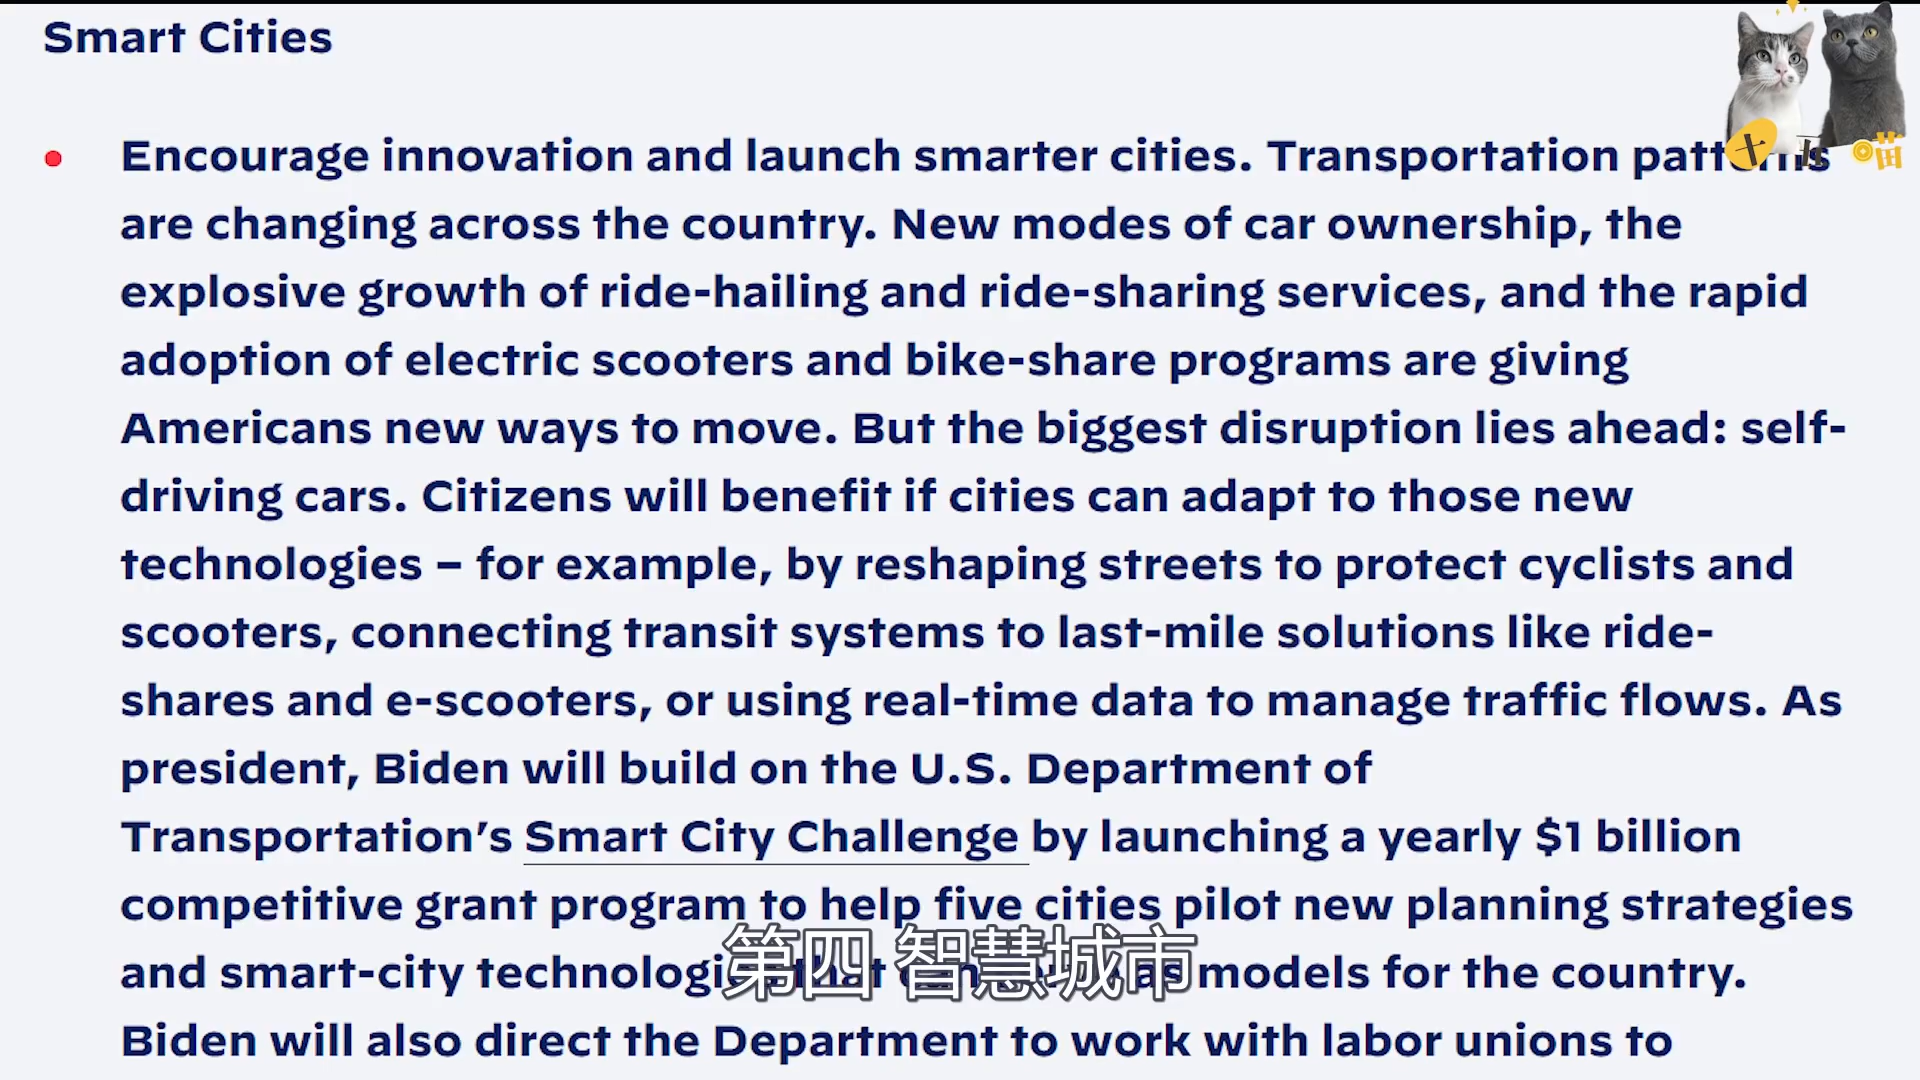 Smart Cities
Encourage innovation and launch smarter cities. Transportation patterns
are changing across the country. New modes of car ownership, the
explosive growth of ride-hailing and ride-sharing services, and the rapid
adoption of electric scooters and bike-share programs are giving
Americans new ways to move. But the biggest disruption lies ahead: self-
driving cars. Citizens will benefit if cities can adapt to those new
technologies – for example, by reshaping streets to protect cyclists and
scooters, connecting transit systems to last-mile solutions like ride-
shares and e-scooters, or using real-time data to manage traffic flows. As
president, Biden will build on the U.S. Department of
Transportation’s Smart City Challenge by launching a yearly $1 billion
competitive grant program to help five cities pilot new planning strategies
and smart-city technologies that can as models for the country.
第四 智慧城市
Biden will also direct the Department to work with labor unions to